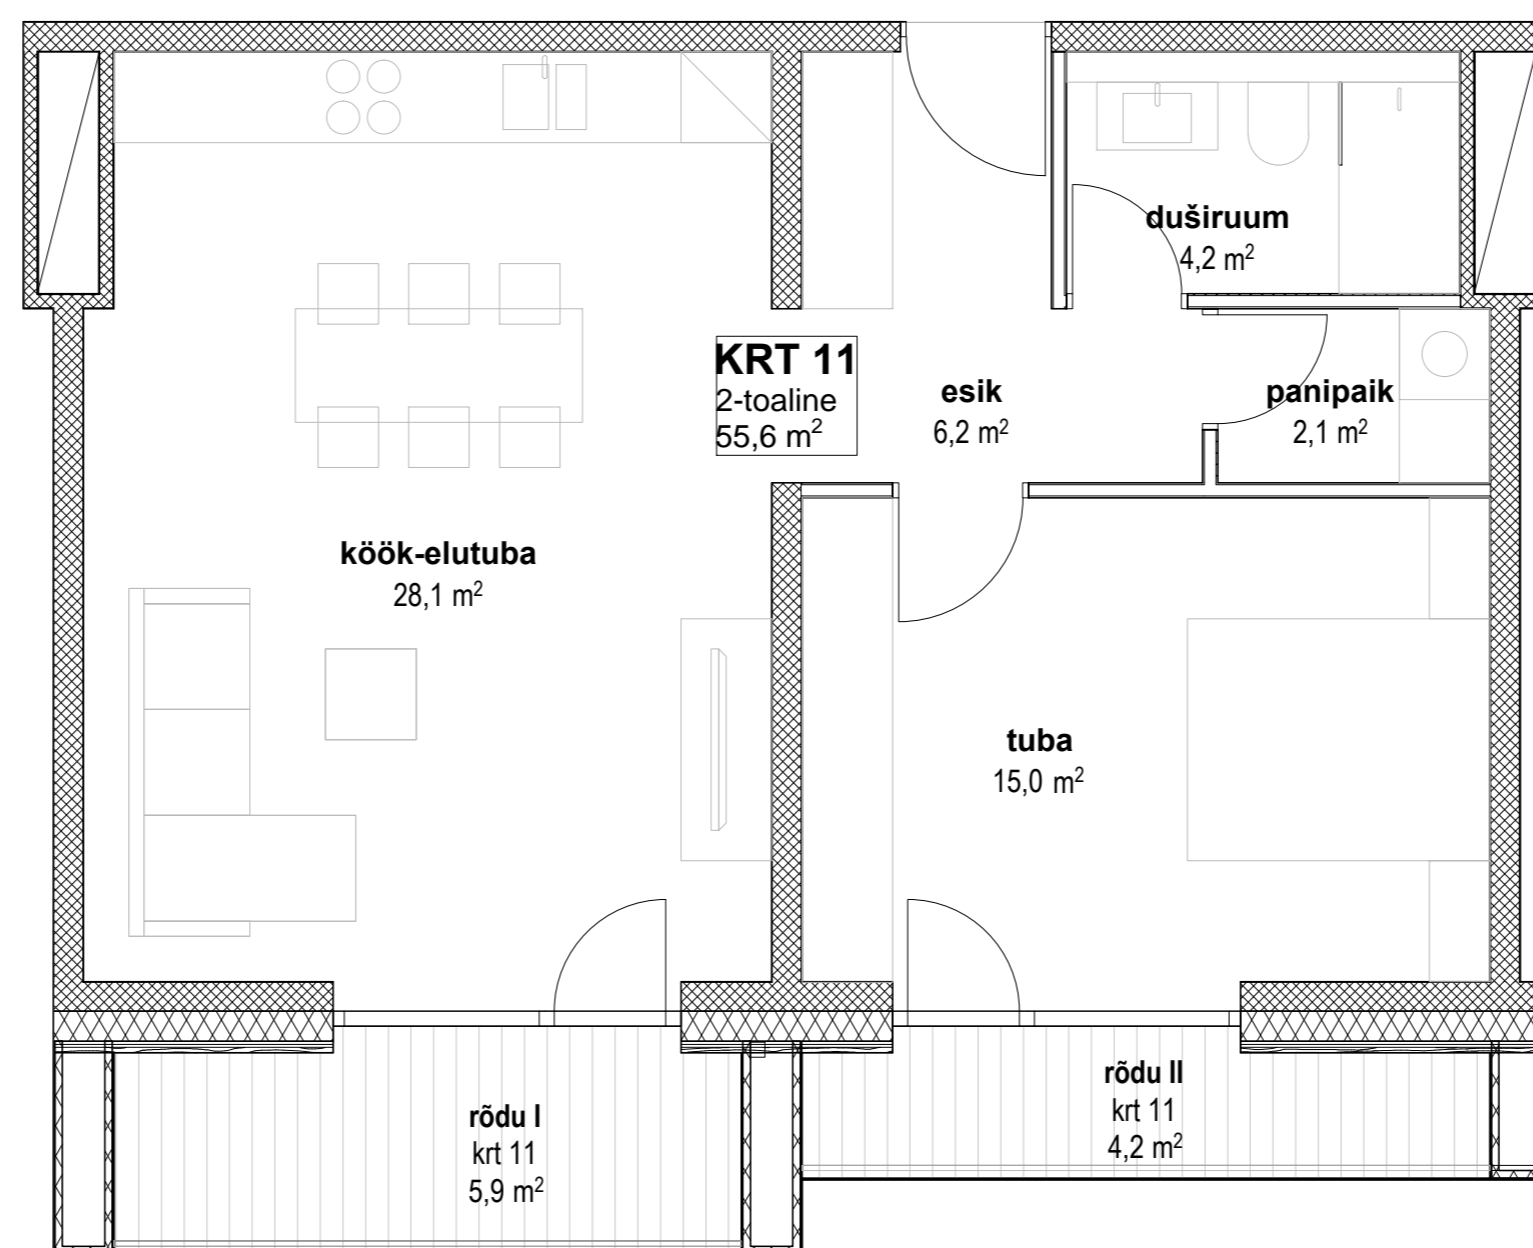 duširuum
4,2 m²
KRT 11
2-toaline
55,6 m²
esik
6,2 m²
panipaik
2,1 m²
köök-elutuba
28,1 m²
tuba
15,0 m²
rõdu I
krt 11
5,9 m²
rõdu II
krt 11
4,2 m²